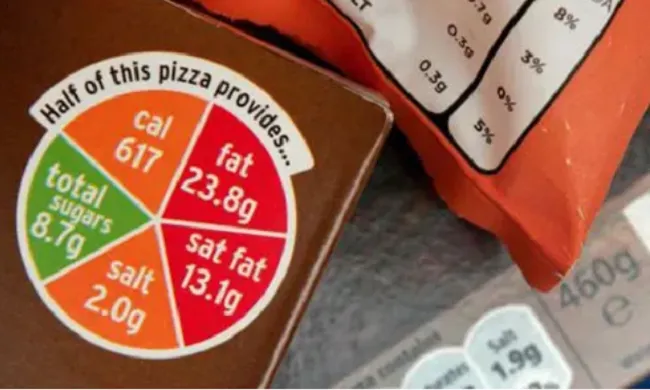 Half of this pizza provides...
cal
617
fat
23.8g
total
sugars
8.7g
sat fat
13.1g
salt
2.0g
8%
0.3g
3%
0.3g
0%
5%
460g
e
Salt
1.9g